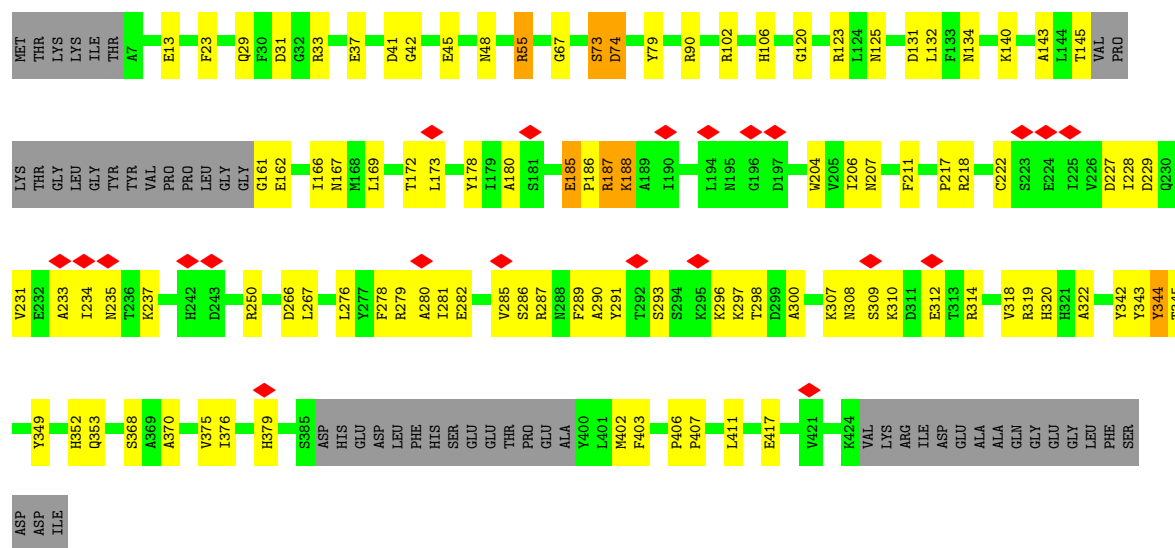 MET THR LYS LYS ILE THR A7 E13 F23 Q29 F30 D31 G32 R33 E37 D41 G42 E45 N48 R55 G67 S73 D74 Y79 R90 R102 H106 G120 R123 L124 N125 D131 L132 F133 N134 K140 A143 L144 T145 VAL PRO
LYS THR GLY LEU GLY TYR TYR VAL PRO PRO LEU GLY GLY G161 E162 I166 N167 M168 L169 T172 L173 Y178 I179 A180 S181 E185 P186 R187 K188 A189 I190 L194 N195 G196 D197 W204 V205 I206 N207 F211 P217 R218 C222 S223 E224 I225 V226 D227 I228 D229 Q230
V231 E232 A233 I234 N235 T236 K237 H242 D243 R250 D266 L267 L276 Y277 F278 R279 A280 I281 E282 V285 S286 R287 N288 F289 A290 Y291 T292 S293 S294 K295 K296 K297 T298 D299 A300 K307 N308 S309 K310 D311 E312 T313 R314 V318 R319 H320 H321 A322 Y342 Y343 Y344
Y349 H352 Q353 S368 A369 A370 V375 I376 H379 S385 ASP HIS GLU ASP LEU PHE HIS SER GLU GLU THR PRO GLU ALA Y400 L401 M402 F403 P406 P407 L411 E417 V421 K424 VAL LYS ARG ILE ASP GLU ALA ALA GLN GLY GLU GLY LEU PHE SER
ASP ASP ILE